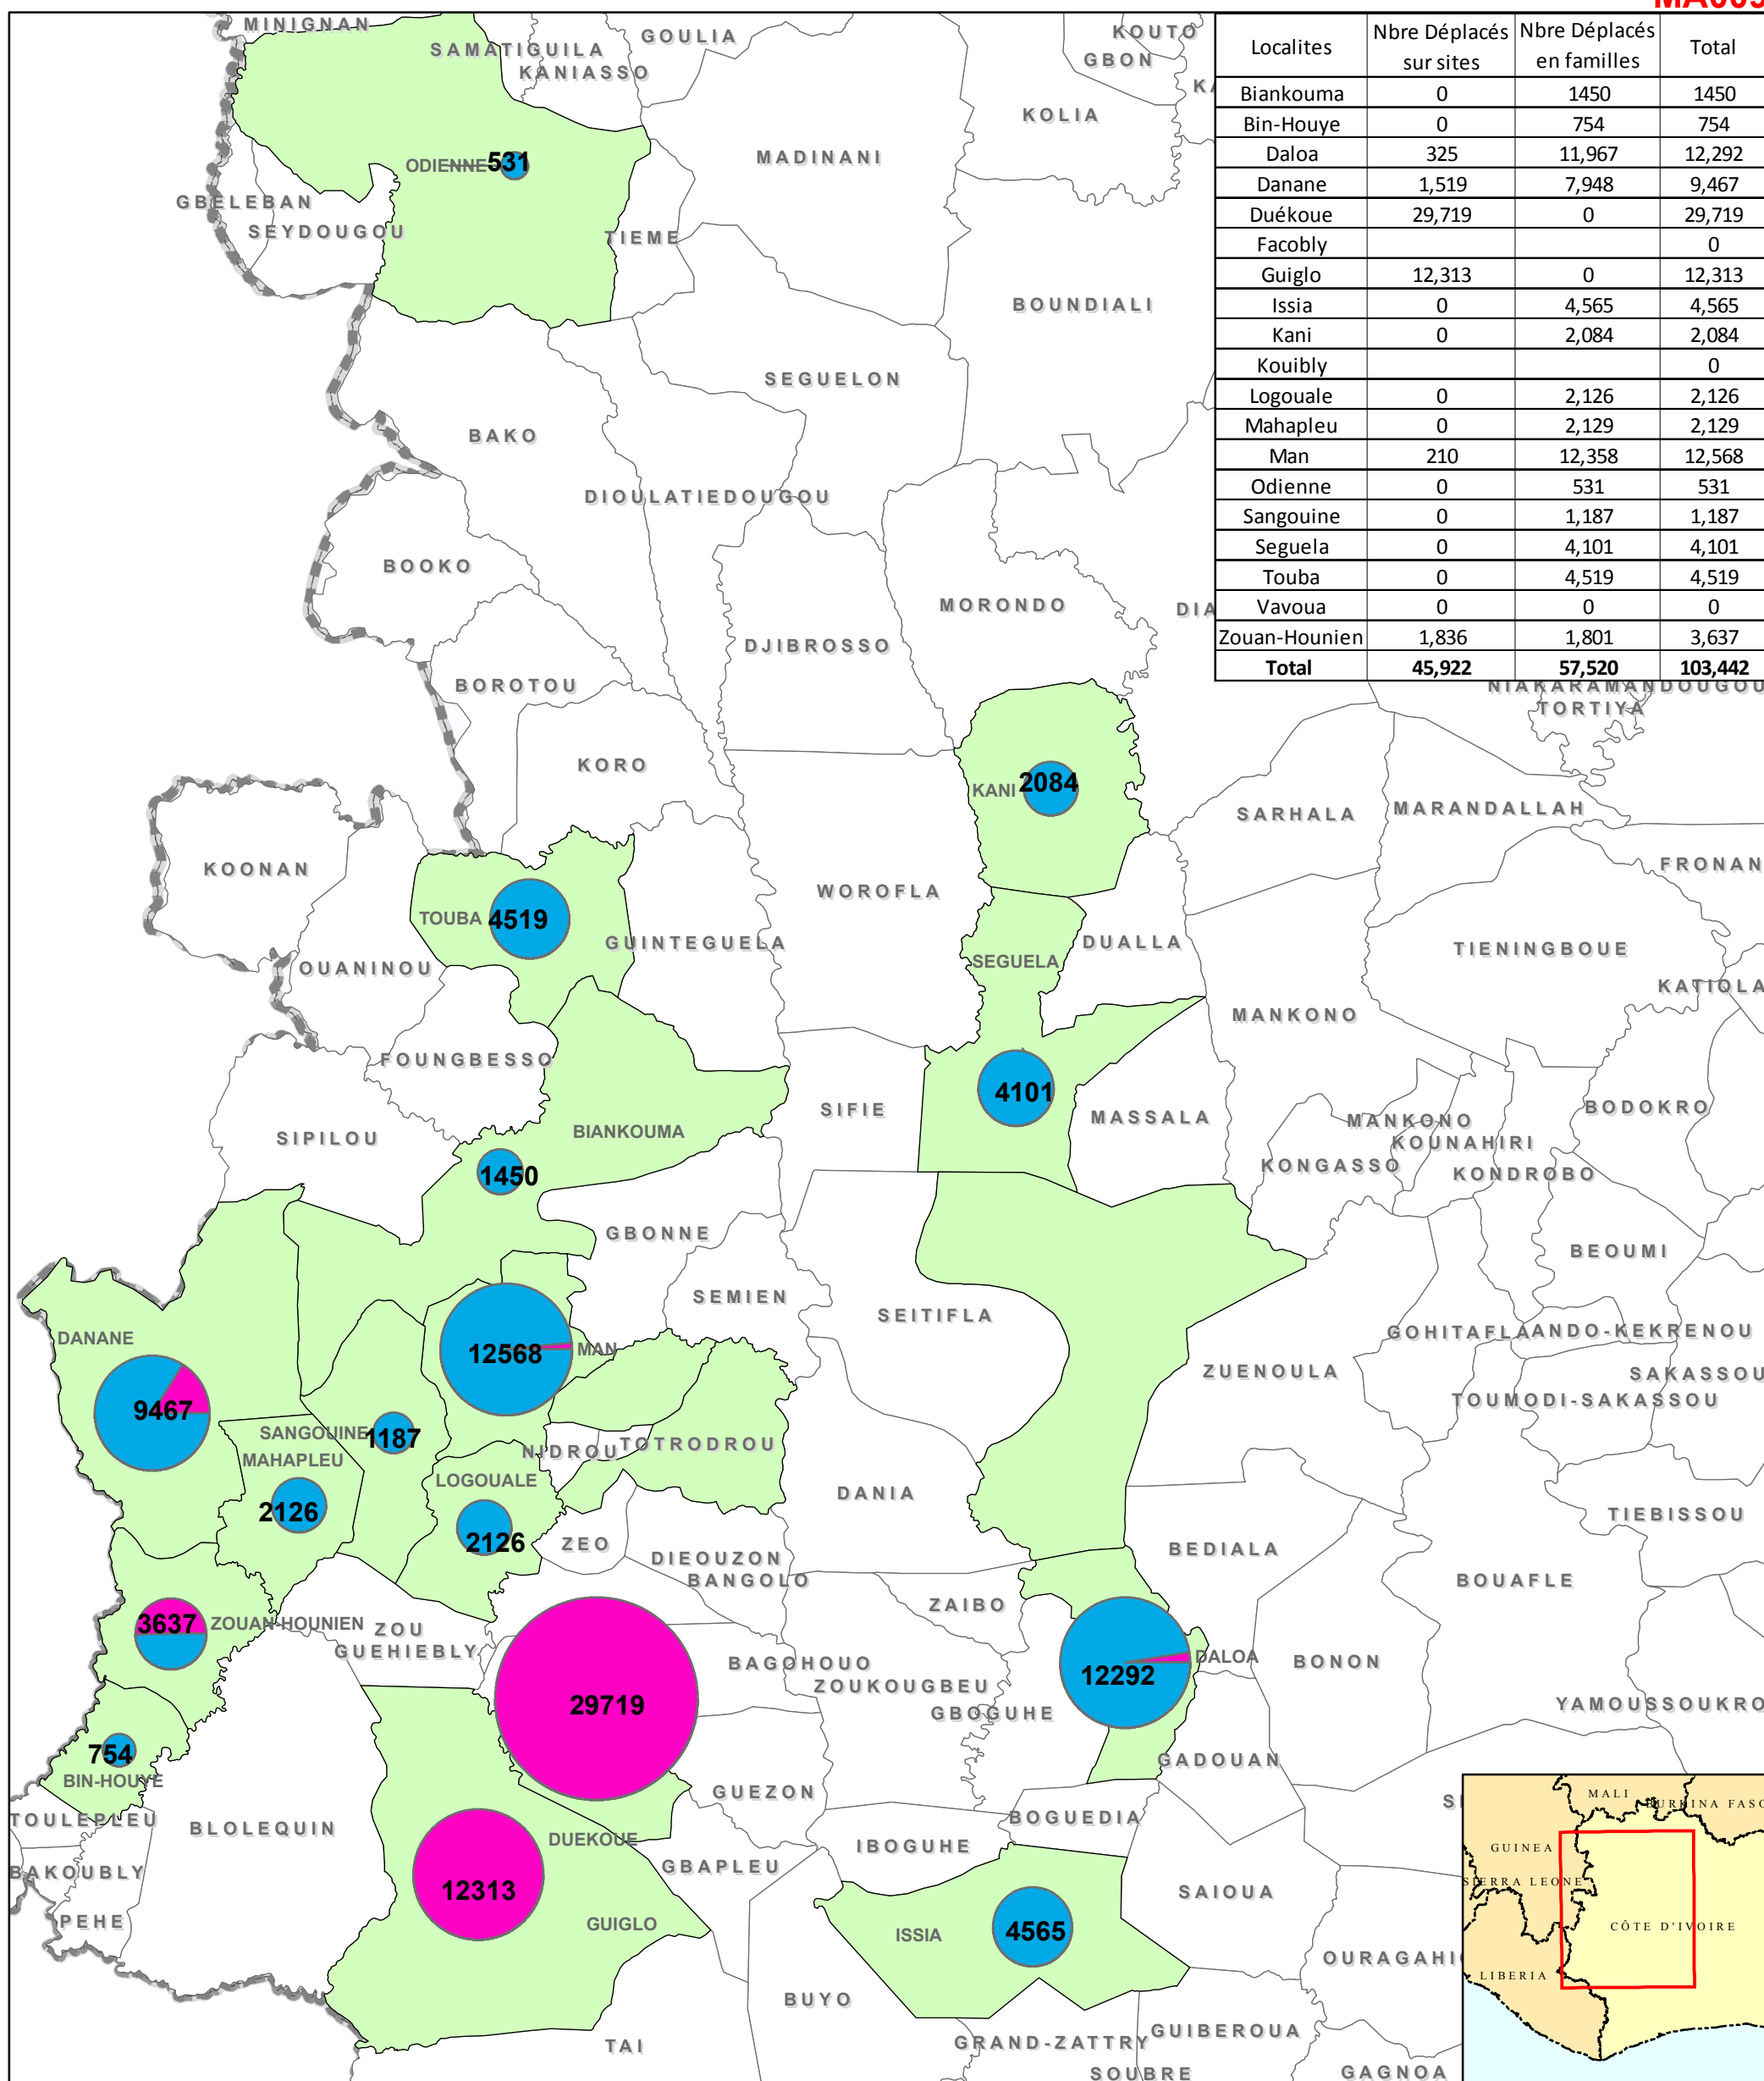 Localites Nbre Déplacés sur sites Nbre Déplacés en familles Total
Biankouma 0 1450 1450
Bin-Houye 0 754 754
Daloa 325 11,967 12,292
Danane 1,519 7,948 9,467
Duékoue 29,719 0 29,719
Facobly 0
Guiglo 12,313 0 12,313
Issia 0 4,565 4,565
Kani 0 2,084 2,084
Kouibly 0
Logouale 0 2,126 2,126
Mahapleu 0 2,129 2,129
Man 210 12,358 12,568
Odienne 0 531 531
Sangouine 0 1,187 1,187
Seguela 0 4,101 4,101
Touba 0 4,519 4,519
Vavoua 0 0 0
Zouan-Hounien 1,836 1,801 3,637
Total 45,922 57,520 103,442
MINIGNAN
SAMATIGUILA
GOULIA
KOUTO
GBON
KANIASSO
KOLIA
MADINANI
ODIENNE 531
GBELEBAN
SEYDOUGOU
TIEME
BOUNDIALI
SEGUELON
BAKO
DIOULATIEDOUGOU
BOOKO
MORONDO
DJIBROSSO
BOROTOU
NIAKARAMANDOUGOU
TORTIYA
KORO
KANI 2084
SARHALA
MARANDALLAH
KOONAN
WOROFLA
FRONAN
TOUBA 4519
GUINTEGUELA
DUALLA
TIENINGBOUE
SEGUELA
OUANINOU
KATIOLA
MANKONO
FOUNGBESSO
4101
SIFIE
MASSALA
BODOKRO
MANKONO
KOUNAHIRI
SIPILOU
BIANKOUMA
KONGASSO
KONDROBO
1450
GBONNE
BEOUMI
SEMIEN
SEITIFLA
DANANE
GOHITAFLA
ANDO-KEKRENOU
12568
MAN
ZUENOULA
SAKASSOU
TOUMODI-SAKASSOU
9467
SANGOUINE
1187
NIDROU
TOTRODROU
MAHAPLEU
LOGOUALE
DANIA
2126
2126
TIEBISSOU
ZEO
BEDIALA
DIEOUZON
BANGOLO
BOUAFLE
ZAIBO
3637
ZOUAN-HOUNIEN
ZOU
GUEHIEBLY
BAGOHOUO
DALOA
BONON
12292
ZOUKOUGBEU
29719
GBOGUHE
YAMOUSSOUKRO
754
BIN-HOUYE
GADOUAN
GUEZON
TOULEPLEU
BLOLEQUIN
BOGUEDIA
DUEKOUE
IBOGUHE
BAKOUBLY
GBAPLEU
12313
SAIOUA
PEHE
GUIGLO
ISSIA
4565
BUYO
TAI
GRAND-ZATTRY
GUIBEROUA
SOUBRE
GAGNOA
MALI
BURKINA FASO
GUINEA
SIERRA LEONE
CÔTE D'IVOIRE
LIBERIA